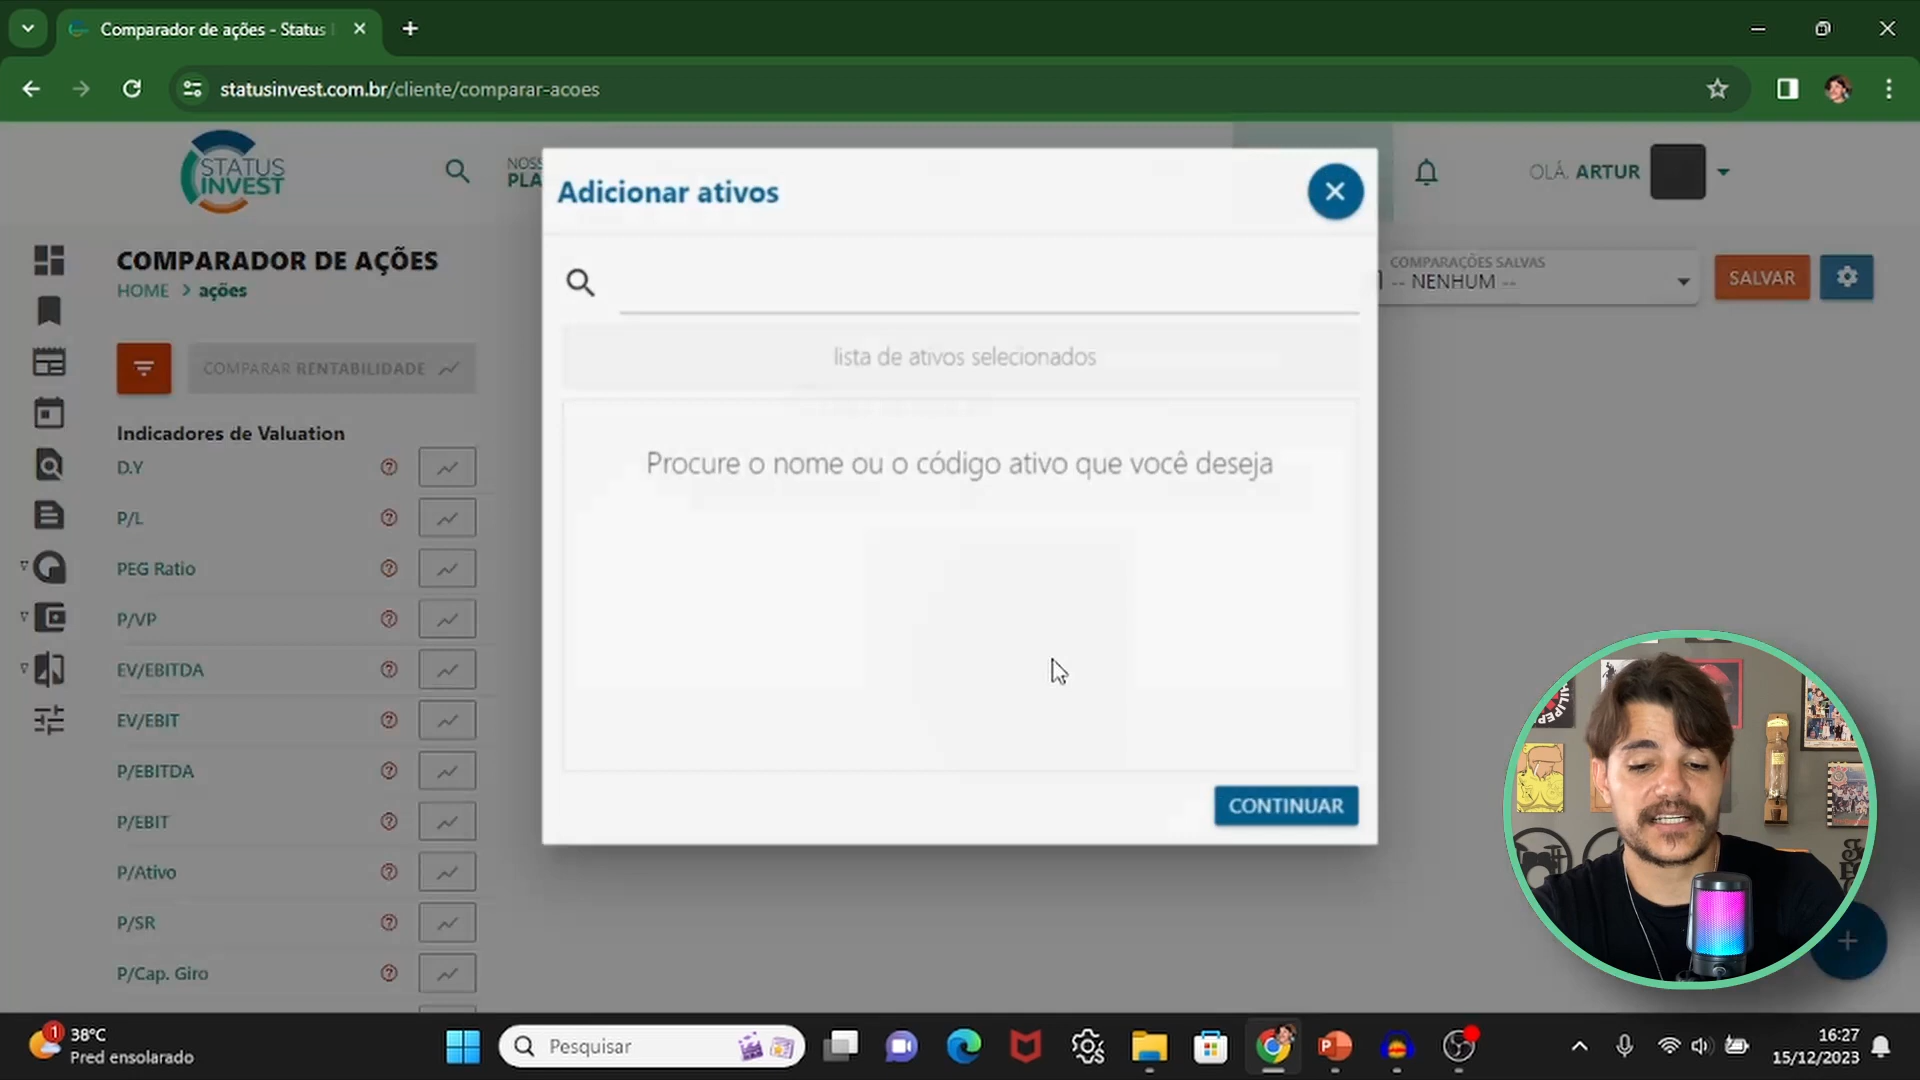 Comparador de ações - Status
statusinvest.com.br/cliente/comparar-acoes
STATUS
INVEST
NOSS
PLA
OLÁ, ARTUR
Adicionar ativos
COMPARADOR DE AÇÕES
HOME > ações
COMPARAÇÕES SALVAS
-- NENHUM --
SALVAR
COMPARAR RENTABILIDADE
lista de ativos selecionados
Procure o nome ou o código ativo que você deseja
CONTINUAR
Indicadores de Valuation
D.Y
P/L
PEG Ratio
P/VP
EV/EBITDA
EV/EBIT
P/EBITDA
P/EBIT
P/Ativo
P/SR
P/Cap. Giro
1
38°C
Pred ensolarado
Pesquisar
16:27
15/12/2023